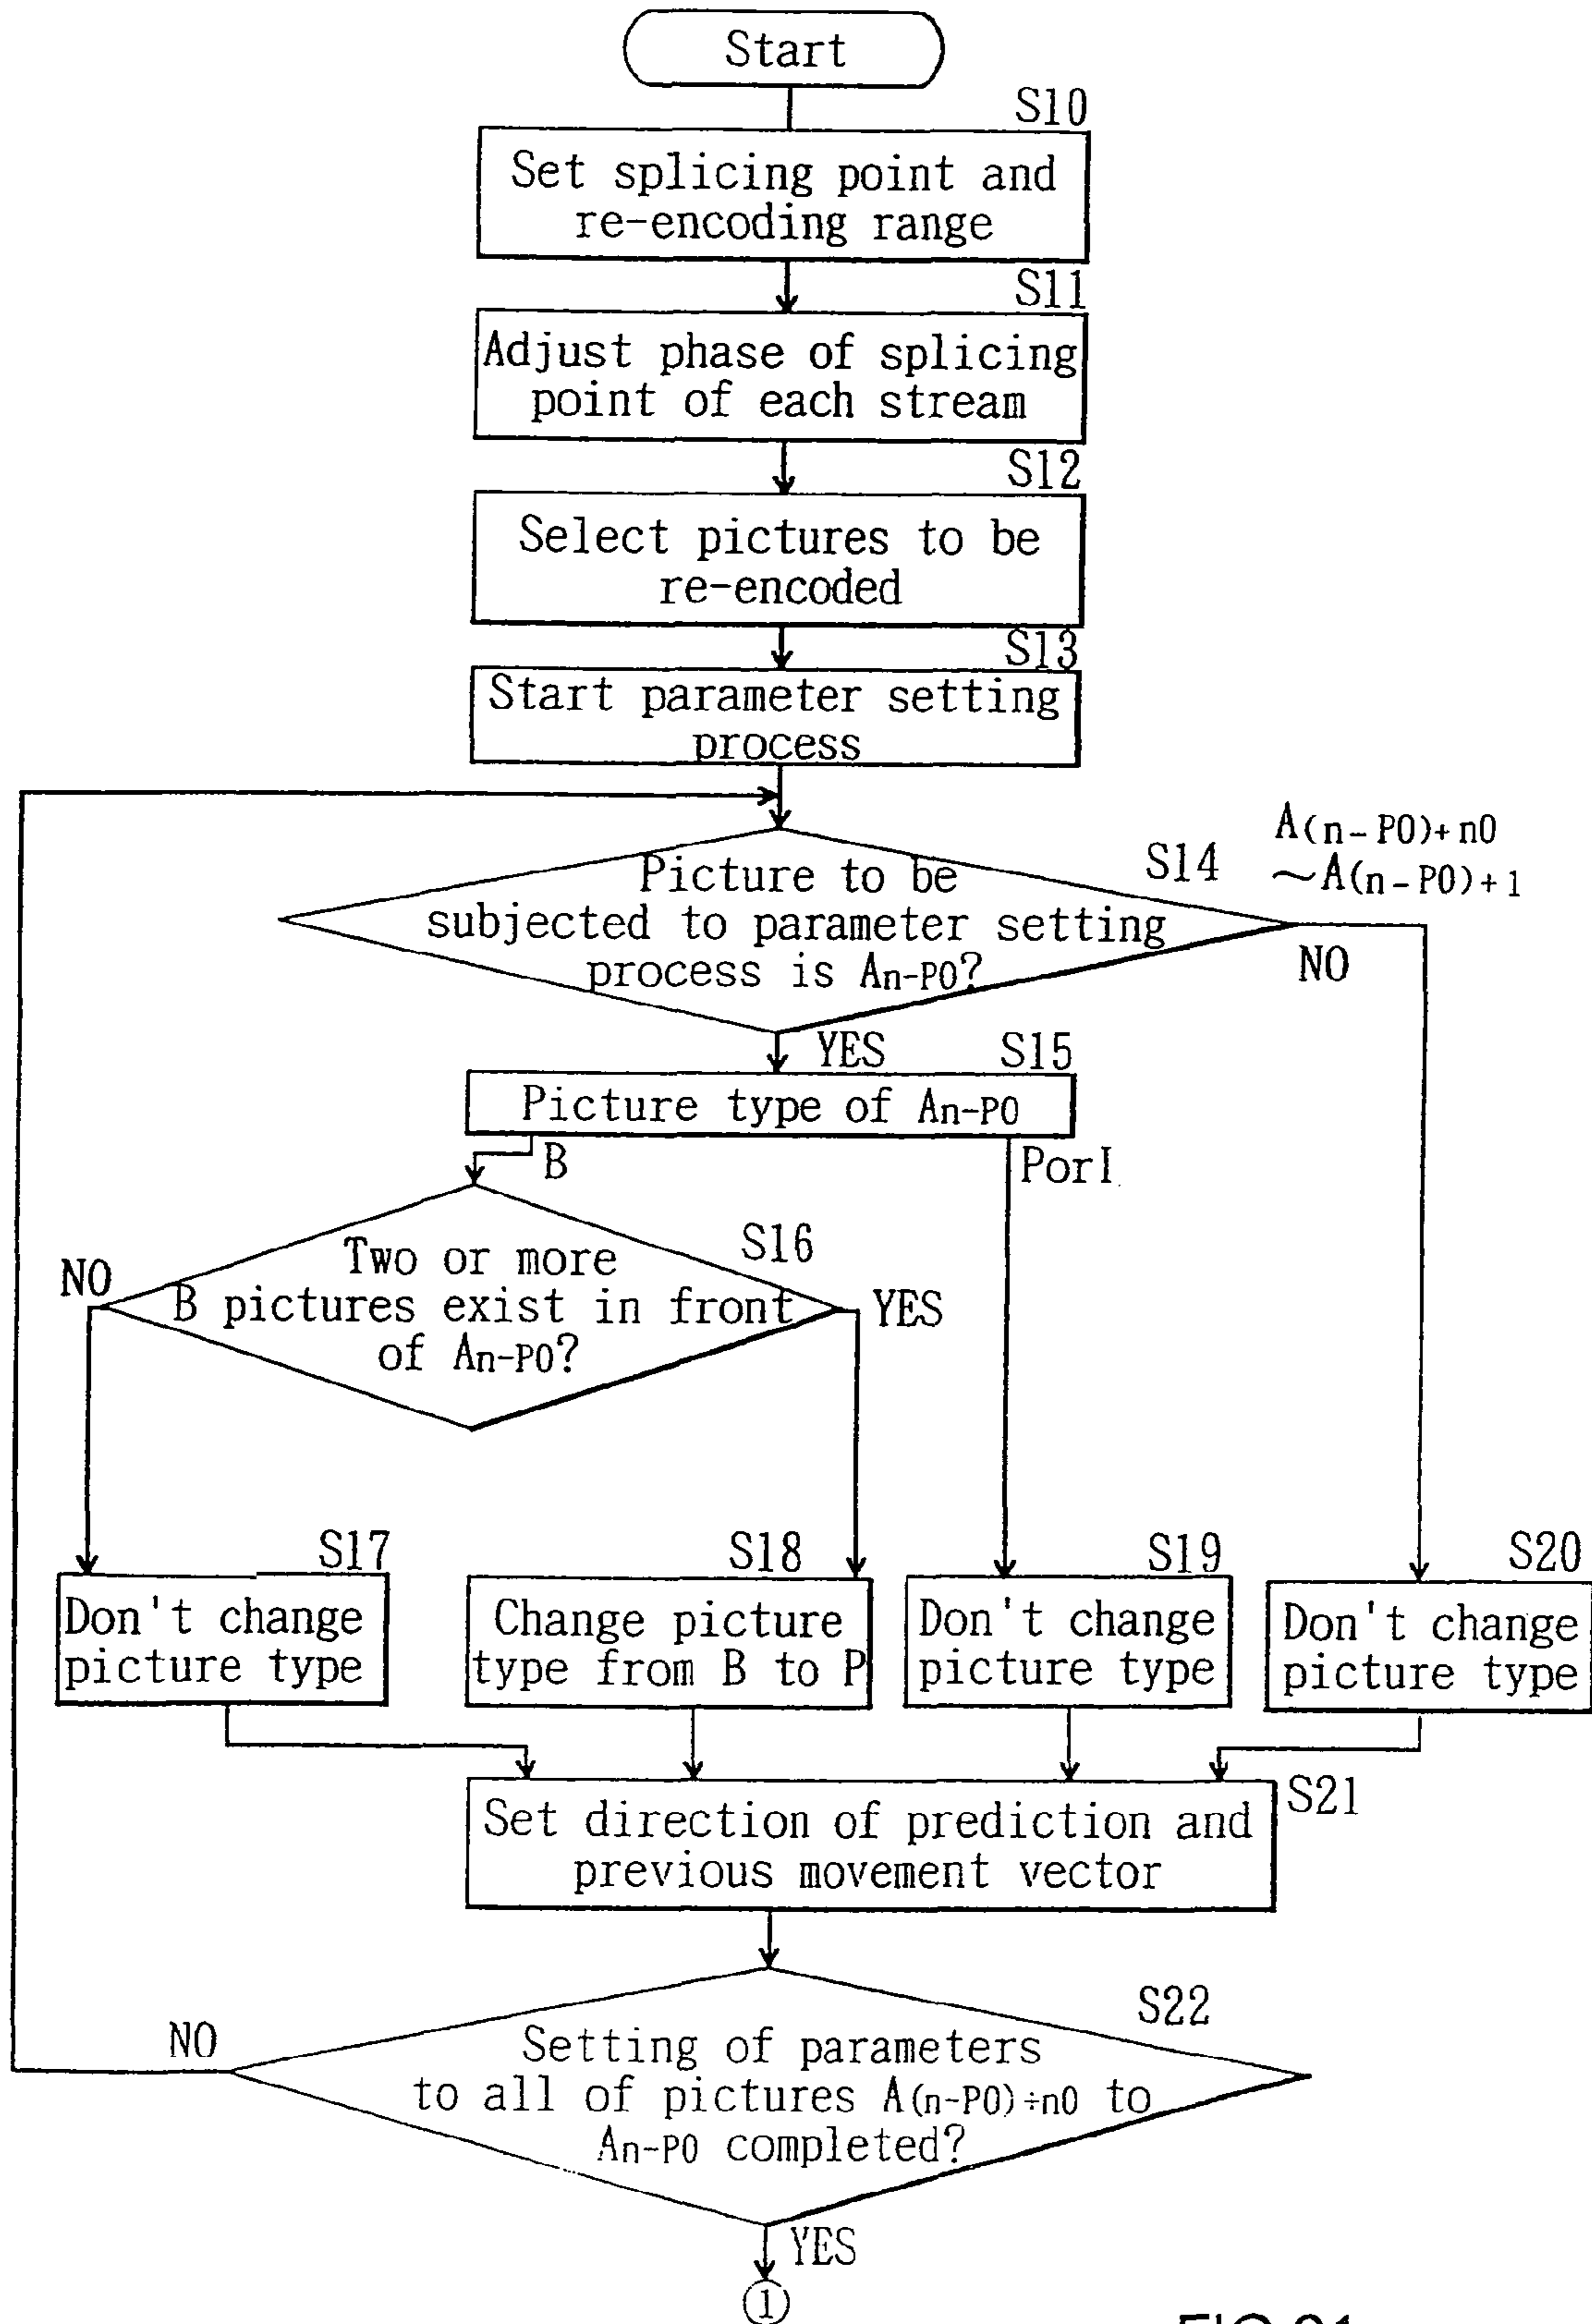 Start
S10
Set splicing point and
re-encoding range
S11
Adjust phase of splicing
point of each stream
S12
Select pictures to be
re-encoded
S13
Start parameter setting
process
A(n-P0)+n0
~A(n-P0)+1
S14
Picture to be
subjected to parameter setting
process is An-P0?
NO
YES
S15
Picture type of An-P0
B
PorI
S16
Two or more
B pictures exist in front
of An-P0?
NO
YES
S17
Don't change
picture type
S18
Change picture
type from B to P
S19
Don't change
picture type
S20
Don't change
picture type
S21
Set direction of prediction and
previous movement vector
S22
Setting of parameters
to all of pictures A(n-P0)+n0 to
An-P0 completed?
NO
YES
①